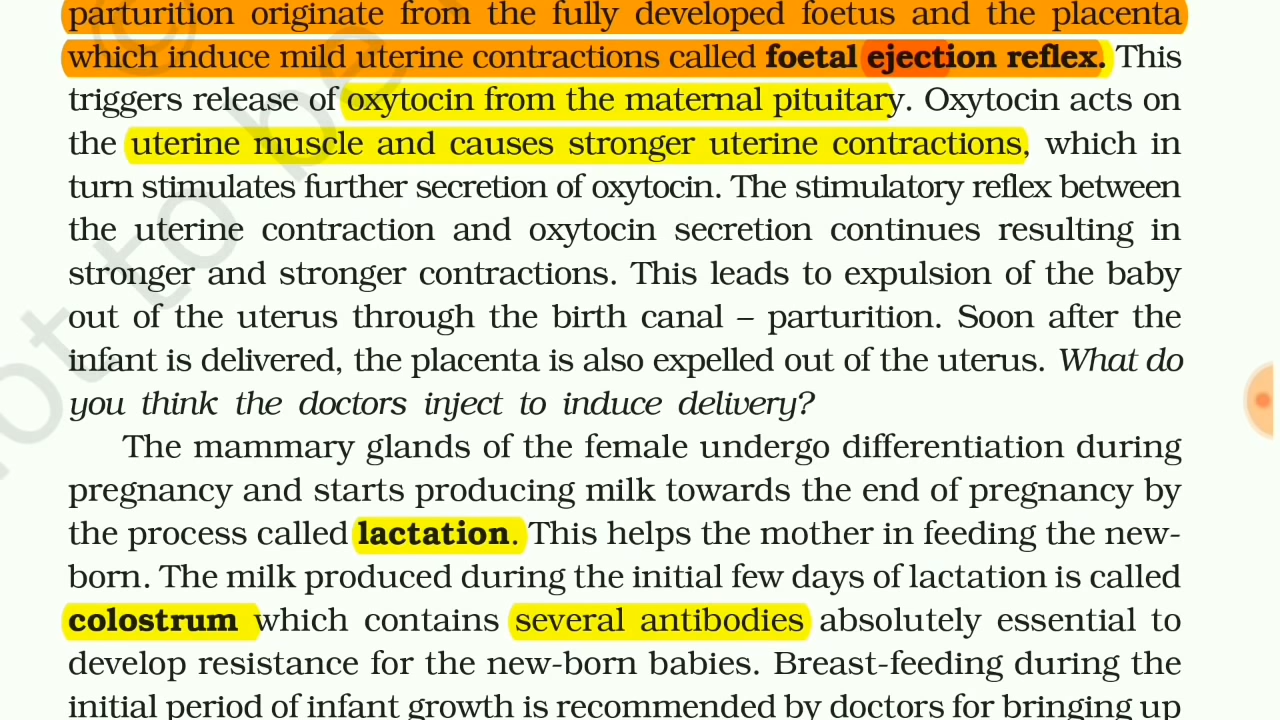 parturition originate from the fully developed foetus and the placenta
which induce mild uterine contractions called foetal ejection reflex. This
triggers release of oxytocin from the maternal pituitary. Oxytocin acts on
the uterine muscle and causes stronger uterine contractions, which in
turn stimulates further secretion of oxytocin. The stimulatory reflex between
the uterine contraction and oxytocin secretion continues resulting in
stronger and stronger contractions. This leads to expulsion of the baby
out of the uterus through the birth canal – parturition. Soon after the
infant is delivered, the placenta is also expelled out of the uterus. What do
you think the doctors inject to induce delivery?
The mammary glands of the female undergo differentiation during
pregnancy and starts producing milk towards the end of pregnancy by
the process called lactation. This helps the mother in feeding the new-
born. The milk produced during the initial few days of lactation is called
colostrum which contains several antibodies absolutely essential to
develop resistance for the new-born babies. Breast-feeding during the
initial period of infant growth is recommended by doctors for bringing up
© not to be